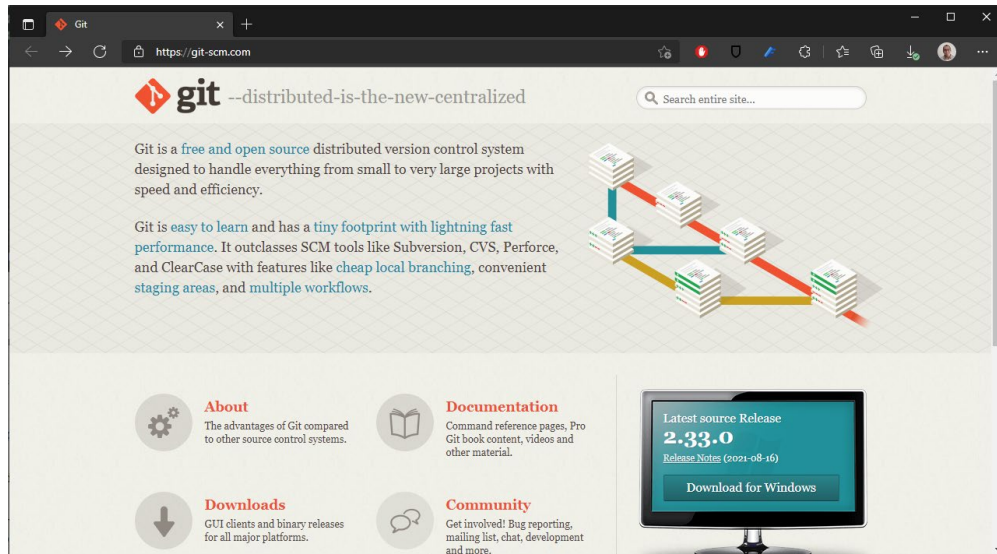 Git
https://git-scm.com
git --distributed-is-the-new-centralized
Search entire site...
Git is a free and open source distributed version control system
designed to handle everything from small to very large projects with
speed and efficiency.
Git is easy to learn and has a tiny footprint with lightning fast
performance. It outclasses SCM tools like Subversion, CVS, Perforce,
and ClearCase with features like cheap local branching, convenient
staging areas, and multiple workflows.
About
The advantages of Git compared
to other source control systems.
Documentation
Command reference pages, Pro
Git book content, videos and
other material.
Downloads
GUI clients and binary releases
for all major platforms.
Community
Get involved! Bug reporting,
mailing list, chat, development
and more.
Latest source Release
2.33.0
Release Notes (2021-08-16)
Download for Windows